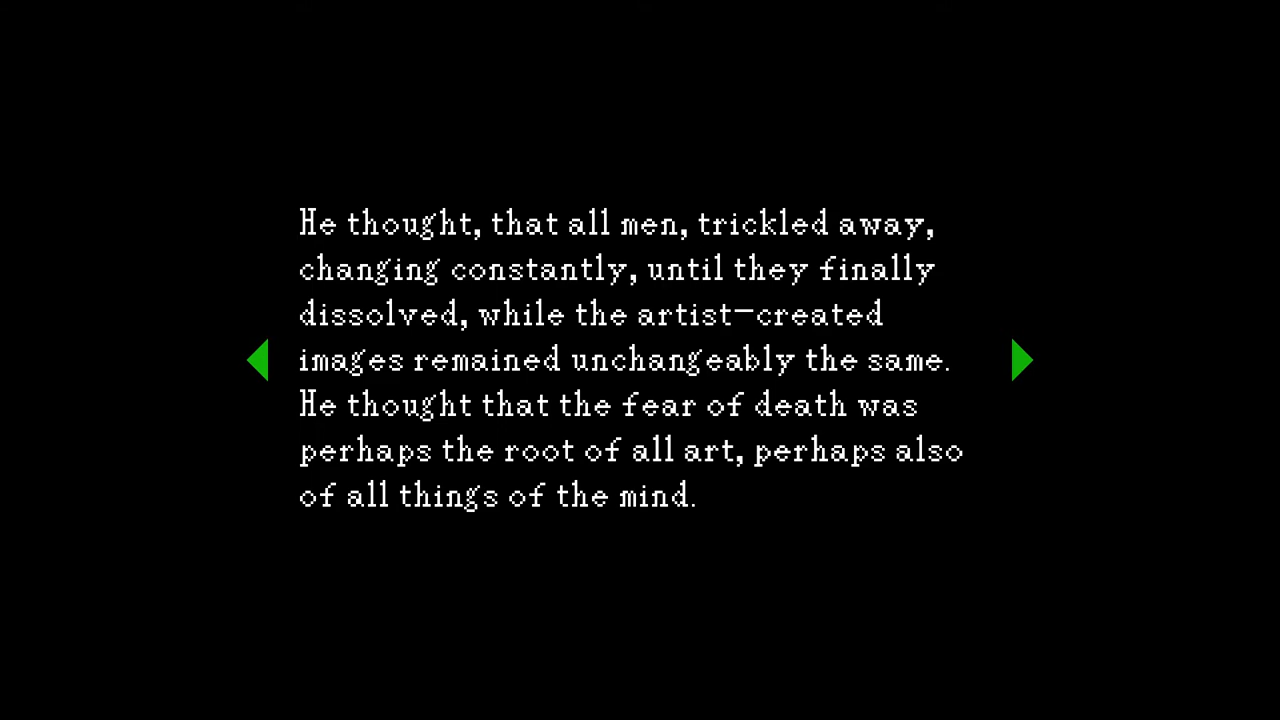 He thought, that all men, trickled away,
changing constantly, until they finally
dissolved, while the artist-created
images remained unchangeably the same.
He thought that the fear of death was
perhaps the root of all art, perhaps also
of all things of the mind.